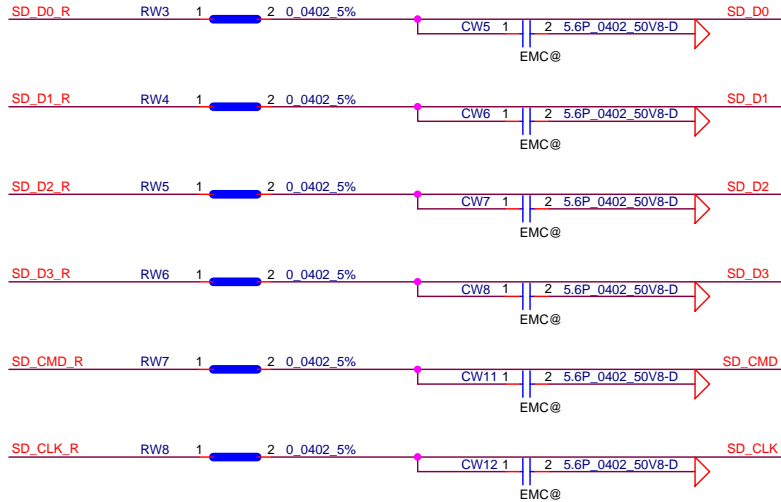 SD_D0_R RW3 1 2 0_0402_5% SD_D0
CW5 1 2 5.6P_0402_50V8-D
EMC@
SD_D1_R RW4 1 2 0_0402_5% SD_D1
CW6 1 2 5.6P_0402_50V8-D
EMC@
SD_D2_R RW5 1 2 0_0402_5% SD_D2
CW7 1 2 5.6P_0402_50V8-D
EMC@
SD_D3_R RW6 1 2 0_0402_5% SD_D3
CW8 1 2 5.6P_0402_50V8-D
EMC@
SD_CMD_R RW7 1 2 0_0402_5% SD_CMD
CW11 1 2 5.6P_0402_50V8-D
EMC@
SD_CLK_R RW8 1 2 0_0402_5% SD_CLK
CW12 1 2 5.6P_0402_50V8-D
EMC@